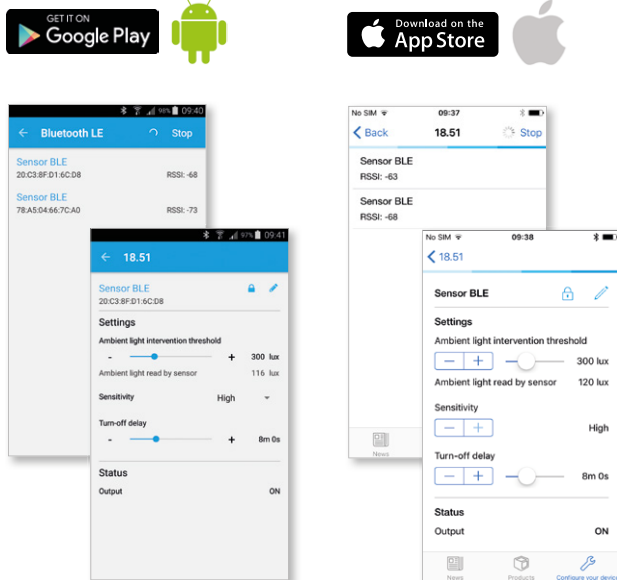 GET IT ON
Google Play
Download on the
App Store
98% 09:40
Bluetooth LE Stop
Sensor BLE
20:C3:8F:D1:6C:D8 RSSI: -68
Sensor BLE
78:A5:04:66:7C:A0 RSSI: -73
97% 09:41
18.51
Sensor BLE
20:C3:8F:D1:6C:D8
Settings
Ambient light intervention threshold
- + 300 lux
Ambient light read by sensor 116 lux
Sensitivity High
Turn-off delay
- + 8m 0s
Status
Output ON
No SIM 09:37
Back 18.51 Stop
Sensor BLE
RSSI: -63
Sensor BLE
RSSI: -68
News
No SIM 09:38
18.51
Sensor BLE
Settings
Ambient light intervention threshold
- + 300 lux
Ambient light read by sensor 120 lux
Sensitivity
- + High
Turn-off delay
- + 8m 0s
Status
Output ON
News Products Configure your device